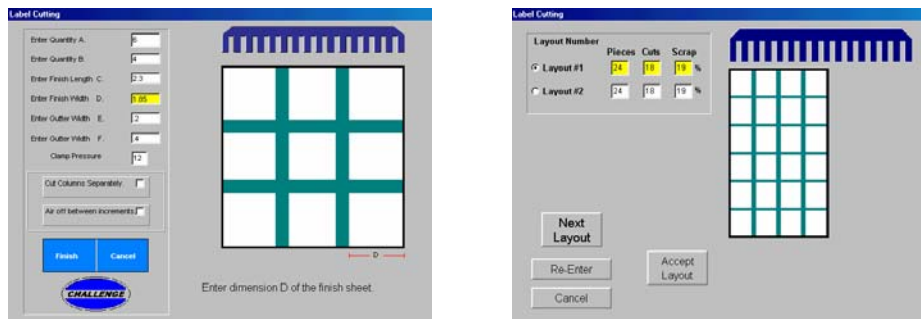 Label Cutting
Enter Quantity A. 6
Enter Quantity B. 4
Enter Finish Length C. 2.3
Enter Finish Width D. 1.85
Enter Gutter Width E. .2
Enter Gutter Width F. .4
Clamp Pressure 12
Cut Columns Separately.
Air off between increments.
Finish Cancel
CHALLENGE
D
Enter dimension D of the finish sheet.
Label Cutting
Layout Number
Pieces Cuts Scrap
Layout #1 24 18 19 %
Layout #2 24 18 19 %
Next
Layout
Re-Enter
Accept
Layout
Cancel